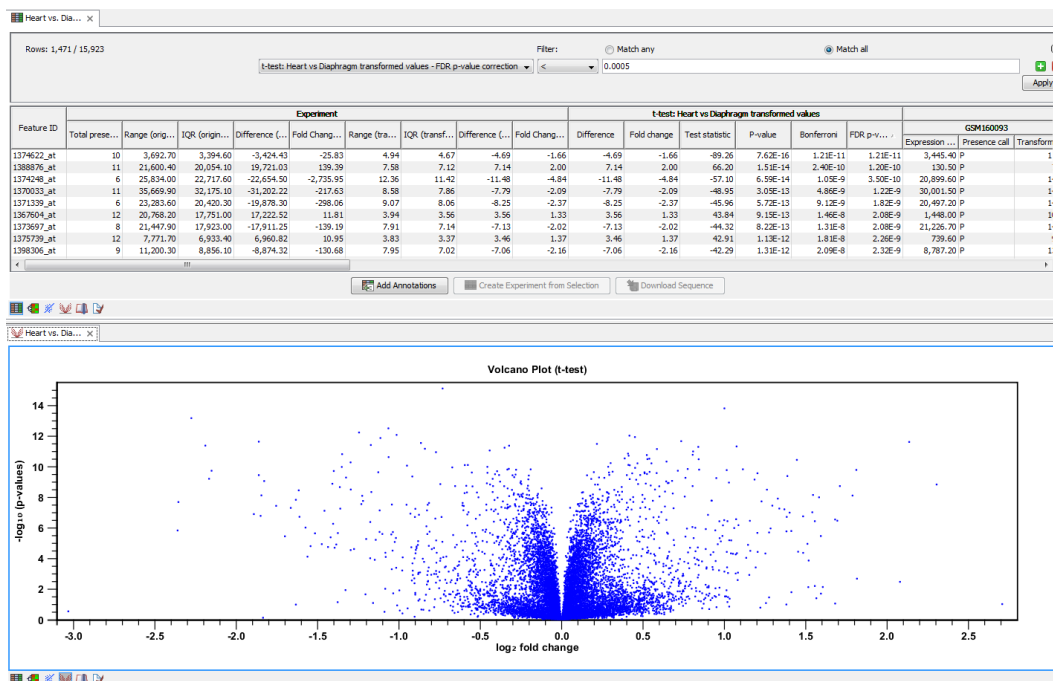 Heart vs. Dia...
Rows: 1,471 / 15,923
Filter:
Match any
Match all
t-test: Heart vs Diaphragm transformed values - FDR p-value correction
<
0.0005
Apply
Feature ID
Experiment
t-test: Heart vs Diaphragm transformed values
GSM160093
Total prese... Range (orig... IQR (origin... Difference (... Fold Chang... Range (tra... IQR (transf... Difference (... Fold Chang... Difference Fold change Test statistic P-value Bonferroni FDR p-v... Expression ... Presence call Transform
1374622_at 10 3,692.70 3,394.60 -3,424.43 -25.83 4.94 4.67 -4.69 -1.66 -4.69 -1.66 -89.26 7.62E-16 1.21E-11 1.21E-11 3,445.40 P
1388876_at 11 21,600.40 20,054.10 19,721.03 139.39 7.58 7.12 7.14 2.00 7.14 2.00 66.20 1.51E-14 2.40E-10 1.20E-10 130.50 P
1374248_at 6 25,834.00 22,717.60 -22,654.50 -2,735.95 12.36 11.42 -11.48 -4.84 -11.48 -4.84 -57.10 6.59E-14 1.05E-9 3.50E-10 20,899.60 P
1370033_at 11 35,669.90 32,175.10 -31,202.22 -217.63 8.58 7.86 -7.79 -2.09 -7.79 -2.09 -48.95 3.05E-13 4.86E-9 1.22E-9 30,001.50 P
1371339_at 6 23,283.60 20,420.30 -19,878.30 -298.06 9.07 8.06 -8.25 -2.37 -8.25 -2.37 -45.96 5.72E-13 9.12E-9 1.82E-9 20,497.20 P
1367604_at 12 20,768.20 17,751.00 17,222.52 11.81 3.94 3.56 3.56 1.33 3.56 1.33 43.84 9.15E-13 1.46E-8 2.08E-9 1,448.00 P
1373697_at 8 21,447.90 17,923.00 -17,911.25 -139.19 7.91 7.14 -7.13 -2.02 -7.13 -2.02 -44.32 8.22E-13 1.31E-8 2.08E-9 21,226.70 P
1375739_at 12 7,771.70 6,933.40 6,960.82 10.95 3.83 3.37 3.46 1.37 3.46 1.37 42.91 1.13E-12 1.81E-8 2.26E-9 739.60 P
1398306_at 9 11,200.30 8,856.10 -8,874.32 -130.68 7.95 7.02 -7.06 -2.16 -7.06 -2.16 -42.29 1.31E-12 2.09E-8 2.32E-9 8,787.20 P
Add Annotations
Create Experiment from Selection
Download Sequence
Heart vs. Dia...
Volcano Plot (t-test)
-log₁₀ (p-values)
14
12
10
8
6
4
2
0
-3.0 -2.5 -2.0 -1.5 -1.0 -0.5 0.0 0.5 1.0 1.5 2.0 2.5
log₂ fold change